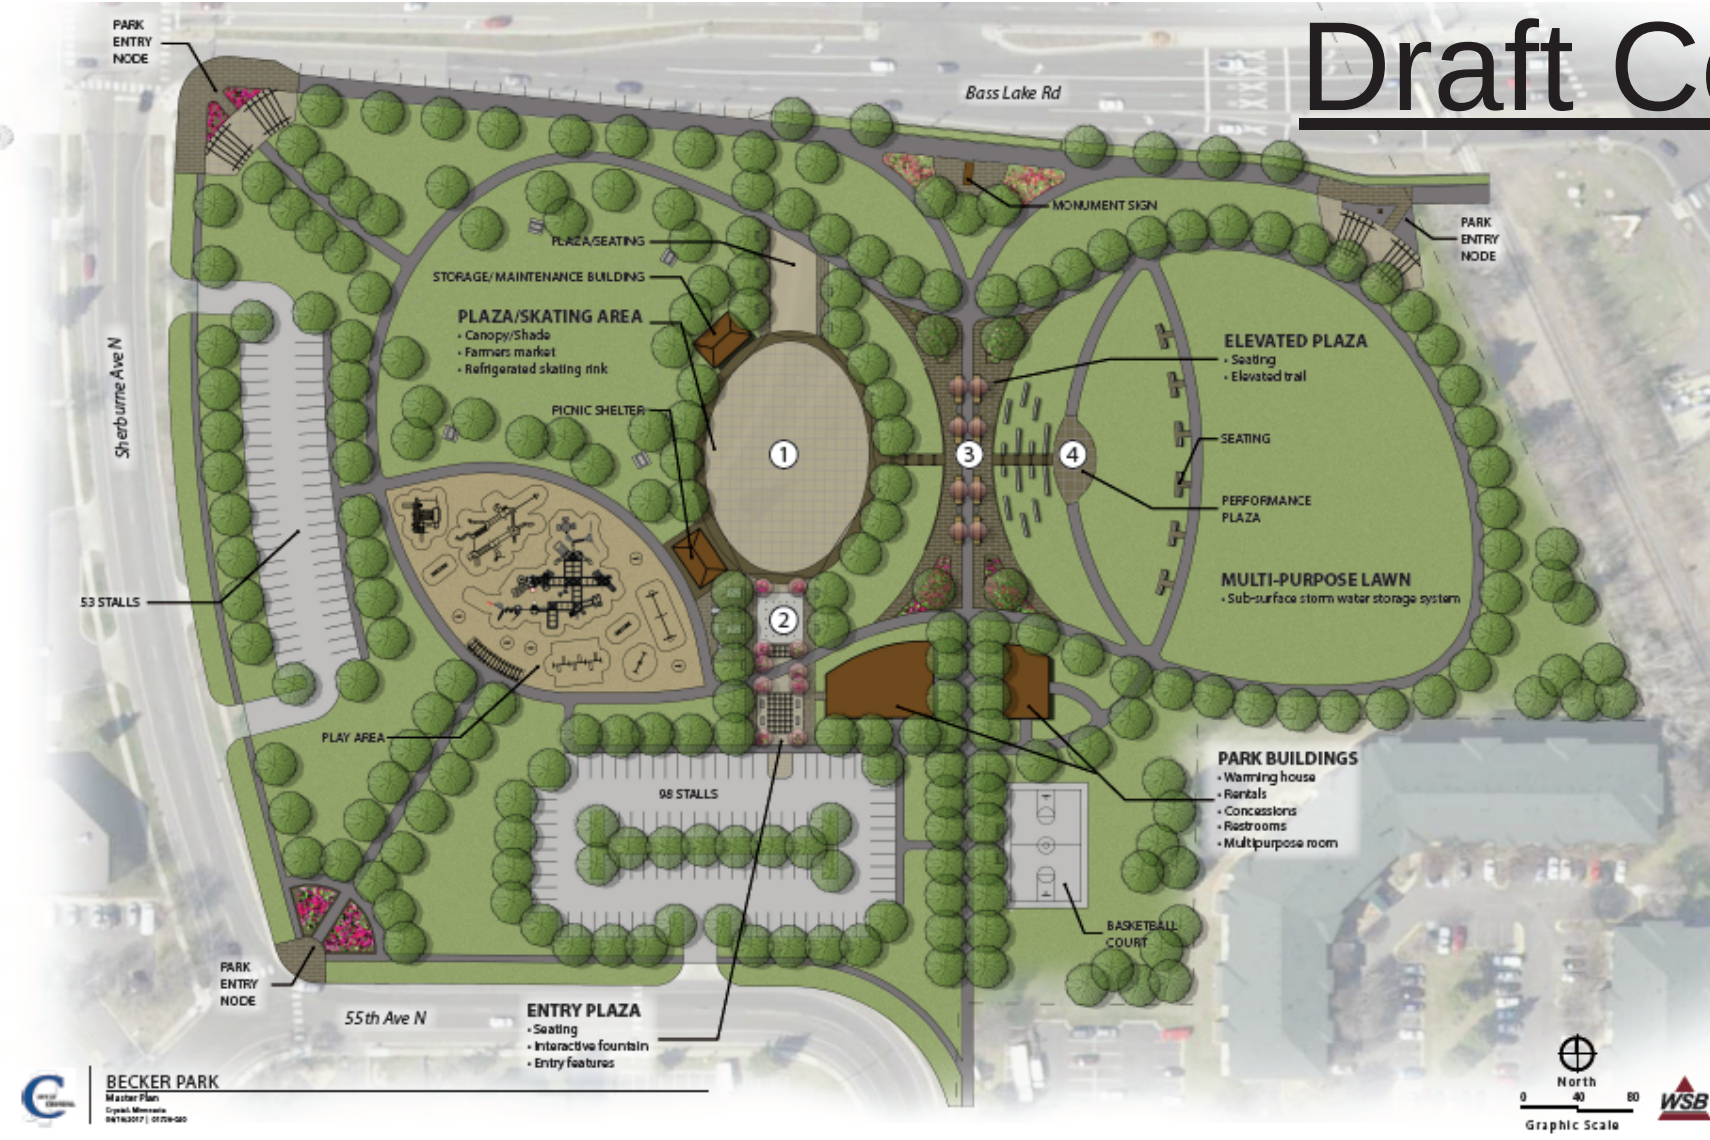 Draft Co
PARK
ENTRY
NODE
Bass Lake Rd
MONUMENT SIGN
PARK
ENTRY
NODE
PLAZA/SEATING
STORAGE/MAINTENANCE BUILDING
PLAZA/SKATING AREA
• Canopy/Shade
• Farmers market
• Refrigerated skating rink
PICNIC SHELTER
Sherburne Ave N
ELEVATED PLAZA
• Seating
• Elevated trail
1
3
4
SEATING
PERFORMANCE
PLAZA
MULTI-PURPOSE LAWN
• Sub-surface storm water storage system
53 STALLS
2
PLAY AREA
98 STALLS
PARK BUILDINGS
• Warming house
• Rentals
• Concessions
• Restrooms
• Multipurpose room
BASKETBALL
COURT
PARK
ENTRY
NODE
55th Ave N
ENTRY PLAZA
• Seating
• Interactive fountain
• Entry features
BECKER PARK
Master Plan
Crystal, Minnesota
North
0 40 80
Graphic Scale
WSB